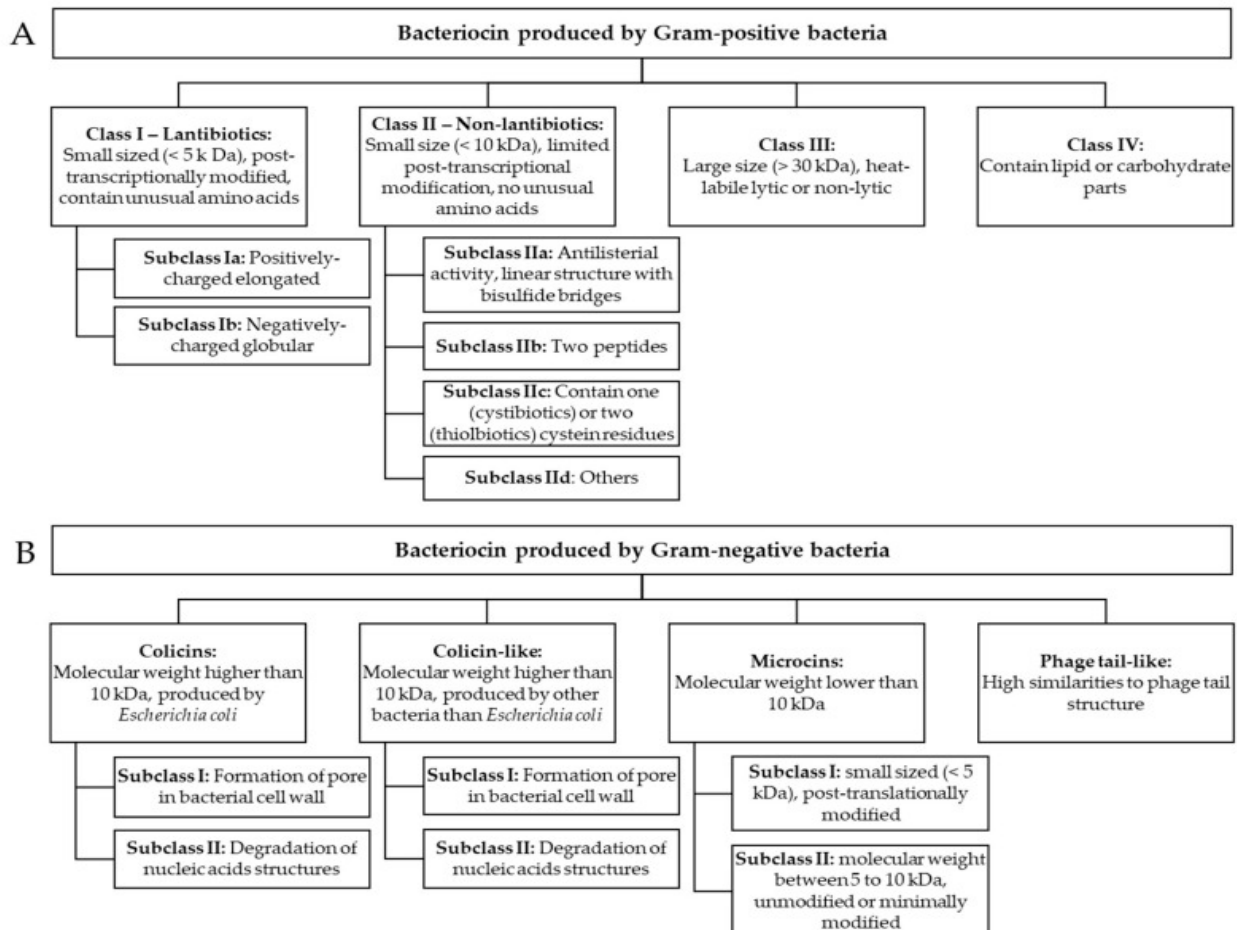 A
Bacteriocin produced by Gram-positive bacteria
Class I – Lantibiotics:
Small sized (< 5 k Da), post-
transcriptionally modified,
contain unusual amino acids
Subclass Ia: Positively-
charged elongated
Subclass Ib: Negatively-
charged globular
Class II – Non-lantibiotics:
Small size (< 10 kDa), limited
post-transcriptional
modification, no unusual
amino acids
Subclass IIa: Antilisterial
activity, linear structure with
bisulfide bridges
Subclass IIb: Two peptides
Subclass IIc: Contain one
(cystibiotics) or two
(thiolbiotics) cystein residues
Subclass IId: Others
Class III:
Large size (> 30 kDa), heat-
labile lytic or non-lytic
Class IV:
Contain lipid or carbohydrate
parts
B
Bacteriocin produced by Gram-negative bacteria
Colicins:
Molecular weight higher than
10 kDa, produced by
Escherichia coli
Subclass I: Formation of pore
in bacterial cell wall
Subclass II: Degradation of
nucleic acids structures
Colicin-like:
Molecular weight higher than
10 kDa, produced by other
bacteria than Escherichia coli
Subclass I: Formation of pore
in bacterial cell wall
Subclass II: Degradation of
nucleic acids structures
Microcins:
Molecular weight lower than
10 kDa
Subclass I: small sized (< 5
kDa), post-translationally
modified
Subclass II: molecular weight
between 5 to 10 kDa,
unmodified or minimally
modified
Phage tail-like:
High similarities to phage tail
structure